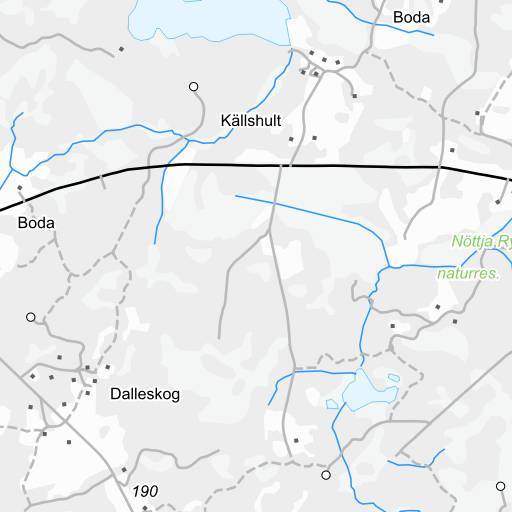 Boda
Källshult
Boda
Nöttja Ry
naturres.
Dalleskog
190